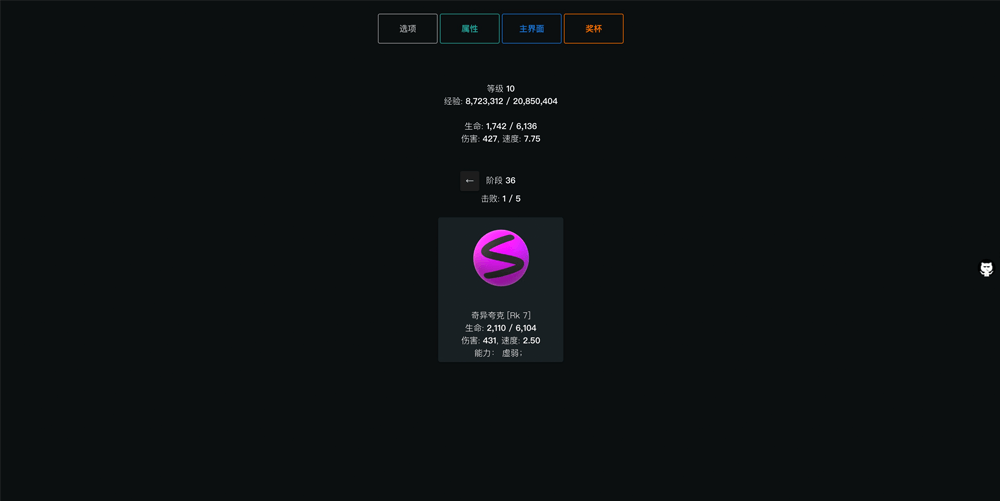 选项 属性 主界面 奖杯
等级 10
经验: 8,723,312 / 20,850,404
生命: 1,742 / 6,136
伤害: 427, 速度: 7.75
← 阶段 36
击败: 1 / 5
奇异夸克 [Rk 7]
生命: 2,110 / 6,104
伤害: 431, 速度: 2.50
能力： 虚弱;